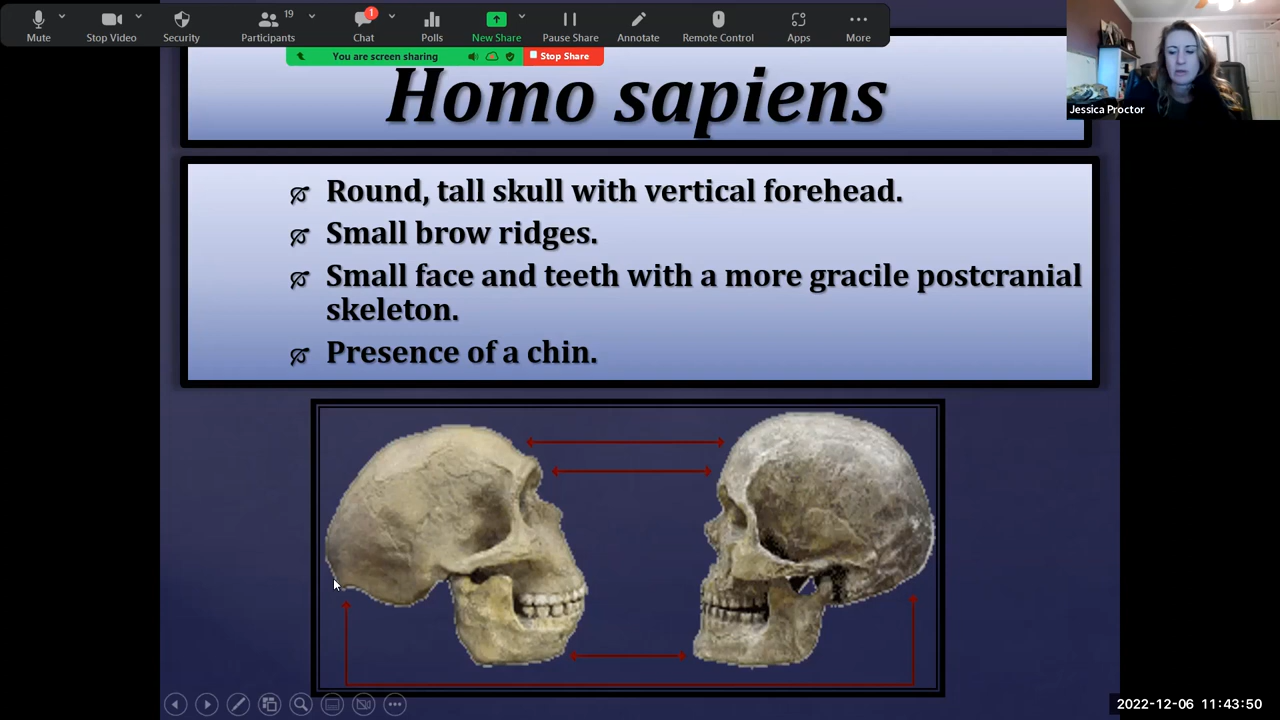 19
1
Mute
Stop Video
Security
Participants
Chat
Polls
New Share
Pause Share
Annotate
Remote Control
Apps
More
You are screen sharing
Stop Share
Jessica Proctor
Homo sapiens
Round, tall skull with vertical forehead.
Small brow ridges.
Small face and teeth with a more gracile postcranial
skeleton.
Presence of a chin.
2022-12-06 11:43:50